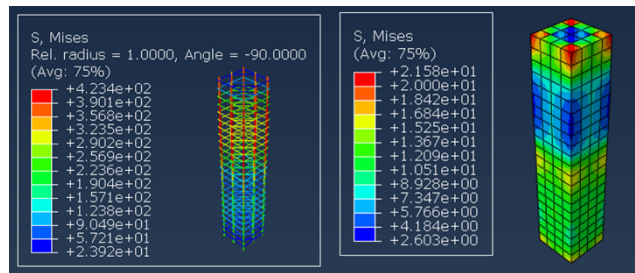 S, Mises
Rel. radius = 1.0000, Angle = -90.0000
(Avg: 75%)
+4.234e+02
+3.901e+02
+3.568e+02
+3.235e+02
+2.902e+02
+2.569e+02
+2.236e+02
+1.904e+02
+1.571e+02
+1.238e+02
+9.049e+01
+5.721e+01
+2.392e+01
S, Mises
(Avg: 75%)
+2.158e+01
+2.000e+01
+1.842e+01
+1.684e+01
+1.525e+01
+1.367e+01
+1.209e+01
+1.051e+01
+8.928e+00
+7.347e+00
+5.766e+00
+4.184e+00
+2.603e+00